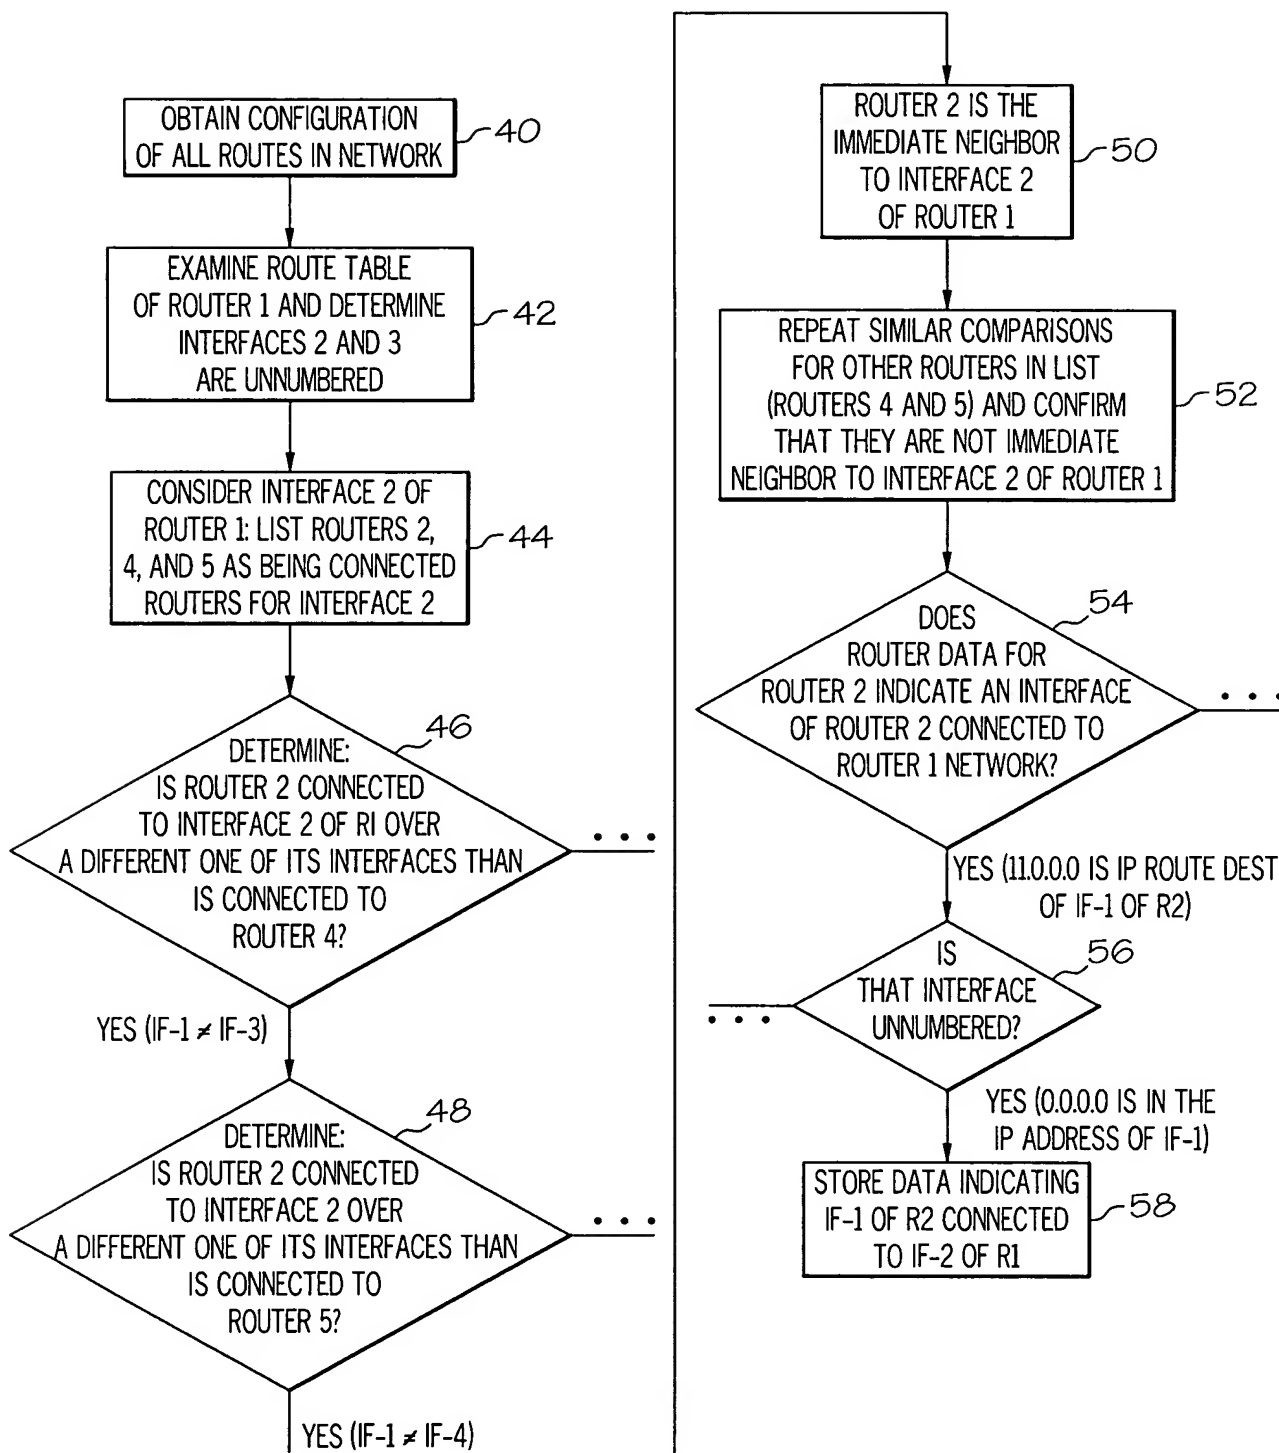 OBTAIN CONFIGURATION
OF ALL ROUTES IN NETWORK
40
EXAMINE ROUTE TABLE
OF ROUTER 1 AND DETERMINE
INTERFACES 2 AND 3
ARE UNNUMBERED
42
CONSIDER INTERFACE 2 OF
ROUTER 1: LIST ROUTERS 2,
4, AND 5 AS BEING CONNECTED
ROUTERS FOR INTERFACE 2
44
DETERMINE:
IS ROUTER 2 CONNECTED
TO INTERFACE 2 OF RI OVER
A DIFFERENT ONE OF ITS INTERFACES THAN
IS CONNECTED TO
ROUTER 4?
46
• • •
YES (IF-1 ≠ IF-3)
DETERMINE:
IS ROUTER 2 CONNECTED
TO INTERFACE 2 OVER
A DIFFERENT ONE OF ITS INTERFACES THAN
IS CONNECTED TO
ROUTER 5?
48
• • •
YES (IF-1 ≠ IF-4)
ROUTER 2 IS THE
IMMEDIATE NEIGHBOR
TO INTERFACE 2
OF ROUTER 1
50
REPEAT SIMILAR COMPARISONS
FOR OTHER ROUTERS IN LIST
(ROUTERS 4 AND 5) AND CONFIRM
THAT THEY ARE NOT IMMEDIATE
NEIGHBOR TO INTERFACE 2 OF ROUTER 1
52
DOES
ROUTER DATA FOR
ROUTER 2 INDICATE AN INTERFACE
OF ROUTER 2 CONNECTED TO
ROUTER 1 NETWORK?
54
• • •
YES (11.0.0.0 IS IP ROUTE DEST
OF IF-1 OF R2)
IS
THAT INTERFACE
UNNUMBERED?
56
• • •
YES (0.0.0.0 IS IN THE
IP ADDRESS OF IF-1)
STORE DATA INDICATING
IF-1 OF R2 CONNECTED
TO IF-2 OF R1
58